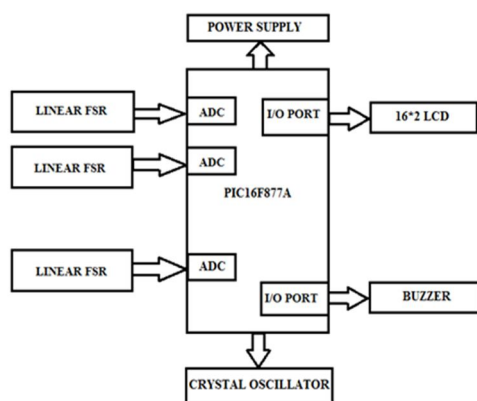 POWER SUPPLY
LINEAR FSR
ADC
I/O PORT
16*2 LCD
LINEAR FSR
ADC
PIC16F877A
LINEAR FSR
ADC
I/O PORT
BUZZER
CRYSTAL OSCILLATOR